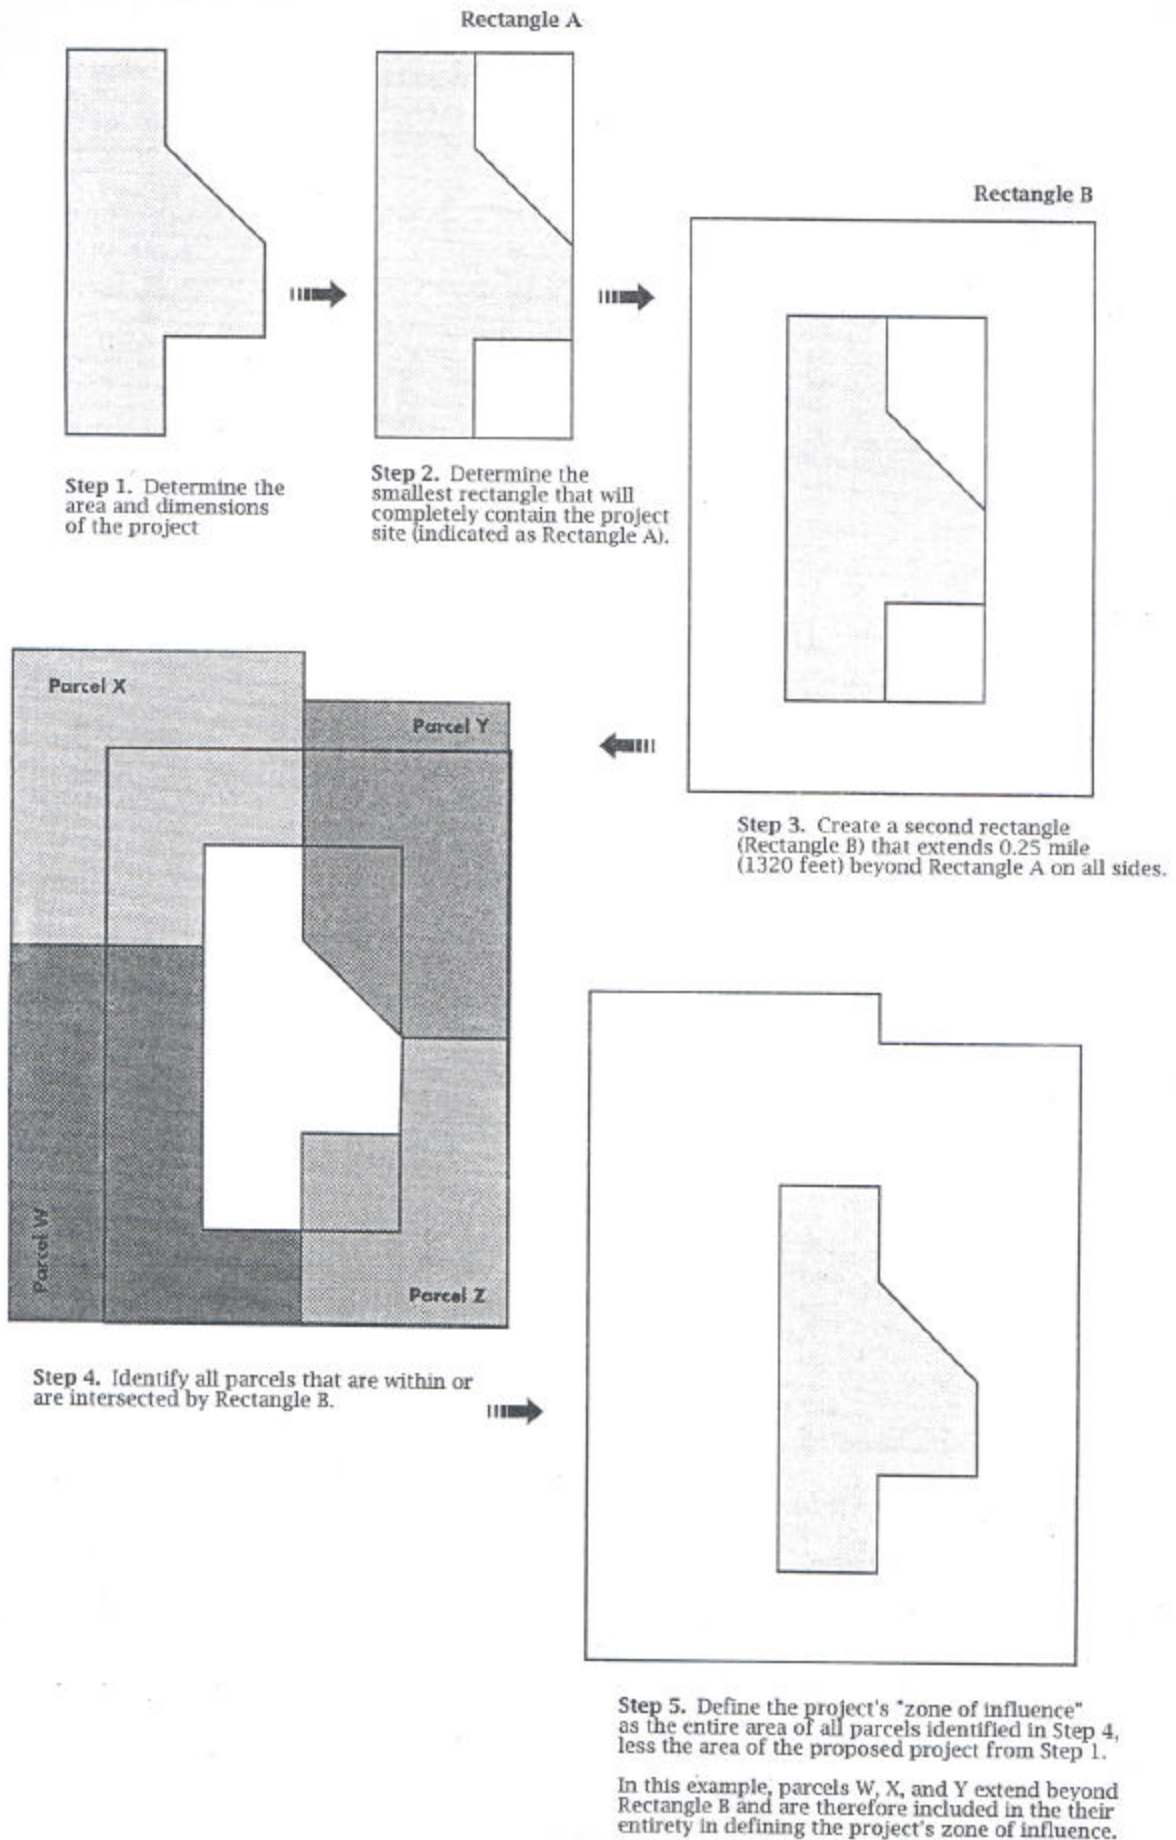 Rectangle A
Rectangle B
Step 1. Determine the
area and dimensions
of the project
Step 2. Determine the
smallest rectangle that will
completely contain the project
site (indicated as Rectangle A).
Step 3. Create a second rectangle
(Rectangle B) that extends 0.25 mile
(1320 feet) beyond Rectangle A on all sides.
Parcel X
Parcel Y
Parcel W
Parcel Z
Step 4. Identify all parcels that are within or
are intersected by Rectangle B.
Step 5. Define the project's "zone of influence"
as the entire area of all parcels identified in Step 4,
less the area of the proposed project from Step 1.
In this example, parcels W, X, and Y extend beyond
Rectangle B and are therefore included in the their
entirety in defining the project's zone of influence.